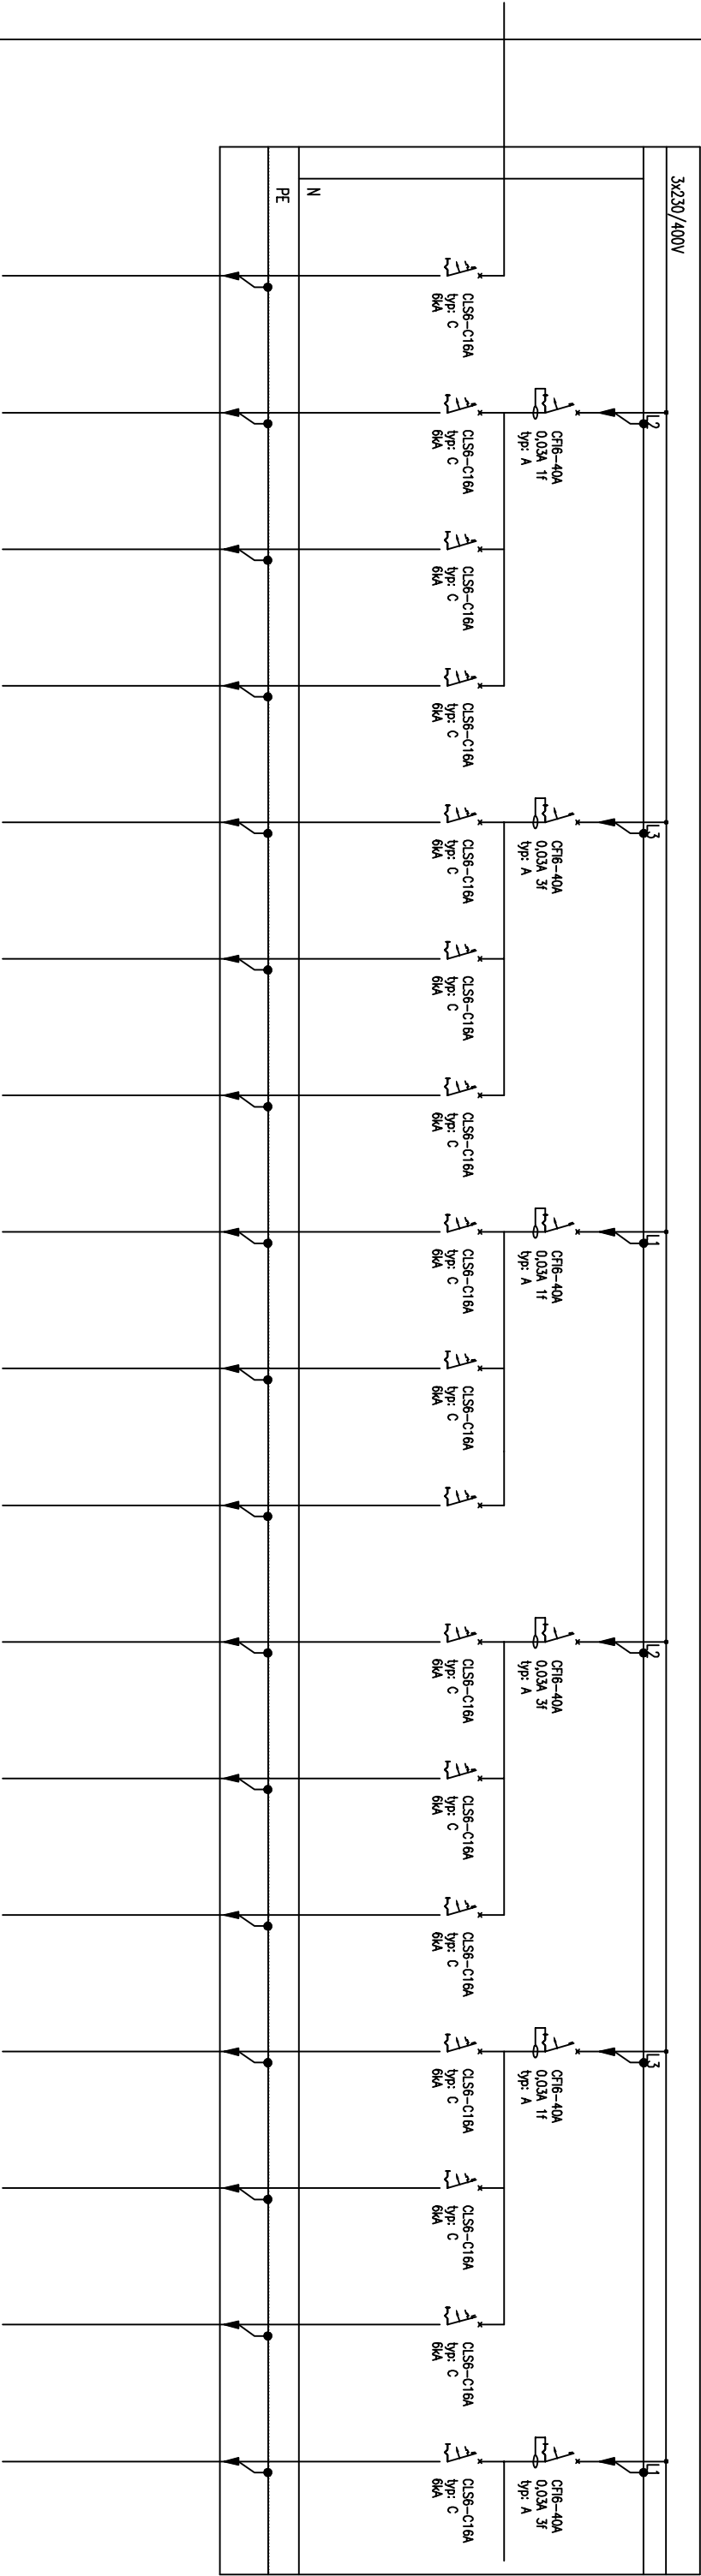 3x230/400V
N
PE
CLS6-C16A
typ: C
6kA
L2
CFI6-40A
0,03A 1f
typ: A
CLS6-C16A
typ: C
6kA
CLS6-C16A
typ: C
6kA
CLS6-C16A
typ: C
6kA
L3
CFI6-40A
0,03A 3f
typ: A
CLS6-C16A
typ: C
6kA
CLS6-C16A
typ: C
6kA
CLS6-C16A
typ: C
6kA
L1
CFI6-40A
0,03A 1f
typ: A
CLS6-C16A
typ: C
6kA
CLS6-C16A
typ: C
6kA
L2
CFI6-40A
0,03A 3f
typ: A
CLS6-C16A
typ: C
6kA
CLS6-C16A
typ: C
6kA
CLS6-C16A
typ: C
6kA
L3
CFI6-40A
0,03A 1f
typ: A
CLS6-C16A
typ: C
6kA
CLS6-C16A
typ: C
6kA
CLS6-C16A
typ: C
6kA
L1
CFI6-40A
0,03A 3f
typ: A
CLS6-C16A
typ: C
6kA